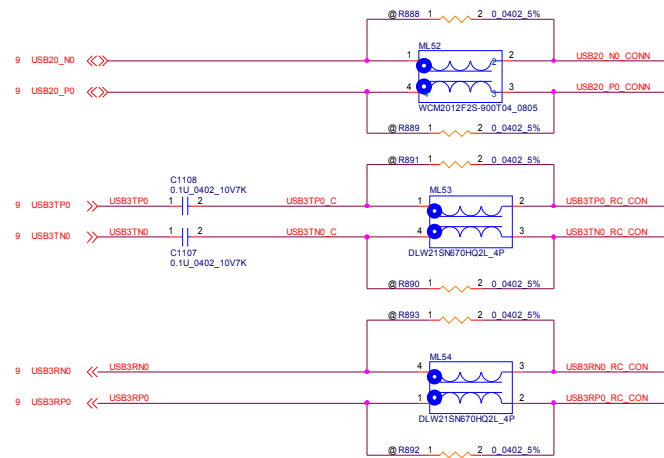 @R888 1 2 0_0402_5%
ML52
9 USB20_N0 1 2 2 USB20_N0_CONN
9 USB20_P0 4 4 3 3 USB20_P0_CONN
WCM2012F2S-900T04_0805
@R889 1 2 0_0402_5%
@R891 1 2 0_0402_5%
C1108
0.1U_0402_10V7K
ML53
9 USB3TP0 USB3TP0 1 2 USB3TP0_C 1 2 USB3TP0_RC_CON
9 USB3TN0 USB3TN0 1 2 USB3TN0_C 4 3 USB3TN0_RC_CON
C1107
0.1U_0402_10V7K
DLW21SN670HQ2L_4P
@R890 1 2 0_0402_5%
@R893 1 2 0_0402_5%
ML54
9 USB3RN0 USB3RN0 4 3 USB3RN0_RC_CON
9 USB3RP0 USB3RP0 1 2 USB3RP0_RC_CON
DLW21SN670HQ2L_4P
@R892 1 2 0_0402_5%